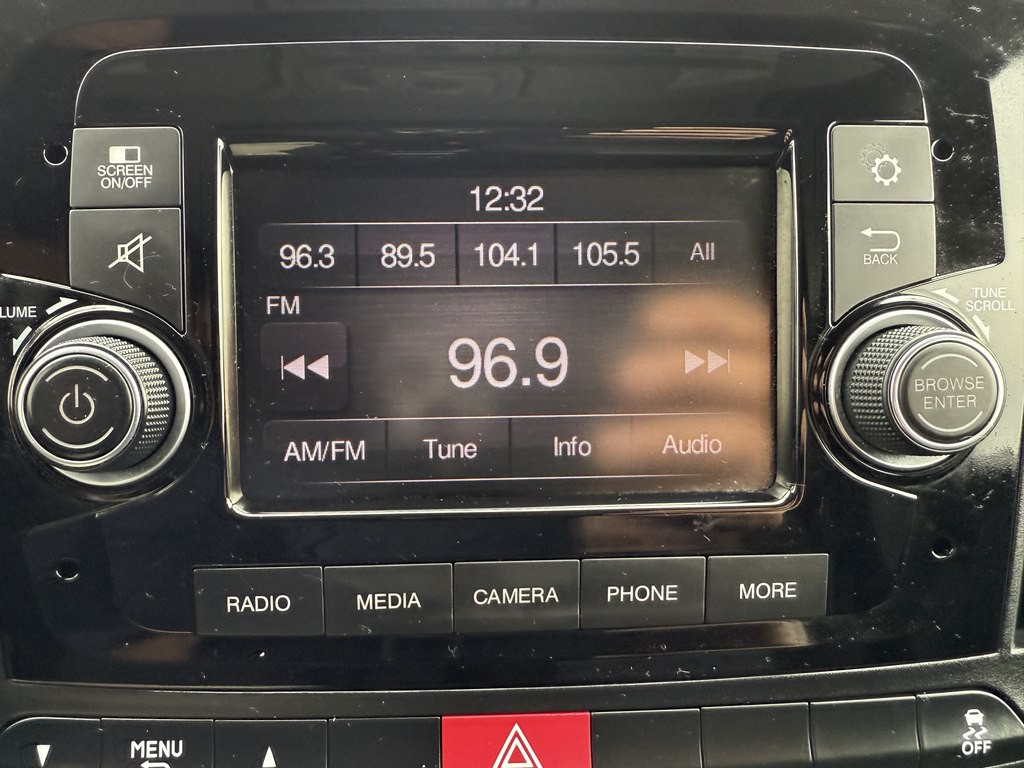 SCREEN
ON/OFF
12:32
96.3 89.5 104.1 105.5 All
BACK
FM
TUNE
SCROLL
96.9
BROWSE
ENTER
AM/FM Tune Info Audio
RADIO MEDIA CAMERA PHONE MORE
MENU
OFF